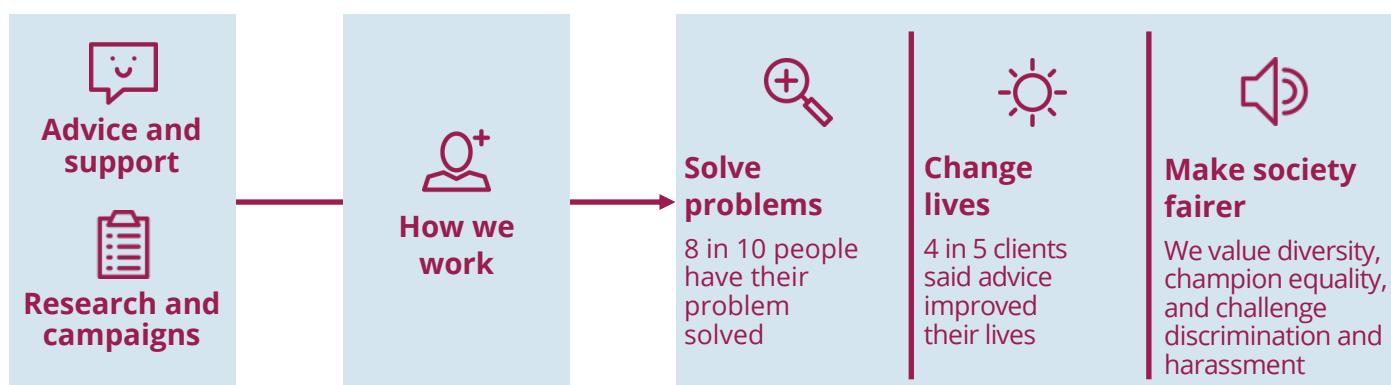 Advice and
support
Research and
campaigns
How we
work
Solve
problems
8 in 10 people
have their
problem
solved
Change
lives
4 in 5 clients
said advice
improved
their lives
Make society
fairer
We value diversity,
champion equality,
and challenge
discrimination and
harassment